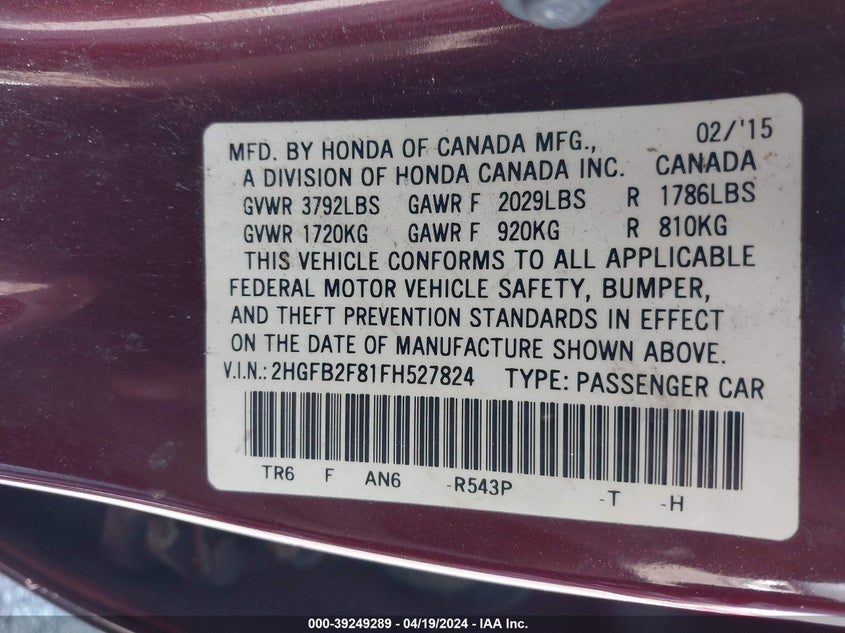 MFD. BY HONDA OF CANADA MFG., 02/'15
A DIVISION OF HONDA CANADA INC. CANADA
GVWR 3792LBS GAWR F 2029LBS R 1786LBS
GVWR 1720KG GAWR F 920KG R 810KG
THIS VEHICLE CONFORMS TO ALL APPLICABLE
FEDERAL MOTOR VEHICLE SAFETY, BUMPER,
AND THEFT PREVENTION STANDARDS IN EFFECT
ON THE DATE OF MANUFACTURE SHOWN ABOVE.
V.I.N.: 2HGFB2F81FH527824 TYPE: PASSENGER CAR
TR6 F AN6 -R543P -T -H
000-39249289 - 04/19/2024 - IAA Inc.